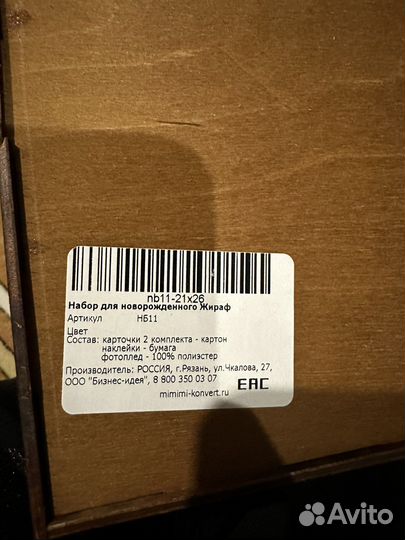 nb11-21x26
Набор для новорожденного Жираф
Артикул НБ11
Цвет
Состав: карточки 2 комплекта - картон
наклейки - бумага
фотоплед - 100% полиэстер
Производитель: РОССИЯ, г.Рязань, ул.Чкалова, 27,
ООО "Бизнес-идея", 8 800 350 03 07
EAC
mimimi-konvert.ru
Avito